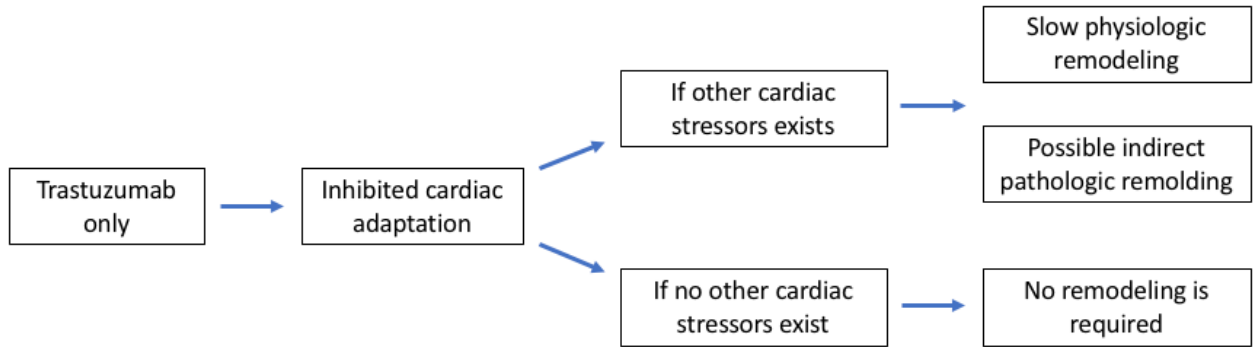 Trastuzumab
only
Inhibited cardiac
adaptation
If other cardiac
stressors exists
Slow physiologic
remodeling
Possible indirect
pathologic remolding
If no other cardiac
stressors exist
No remodeling is
required